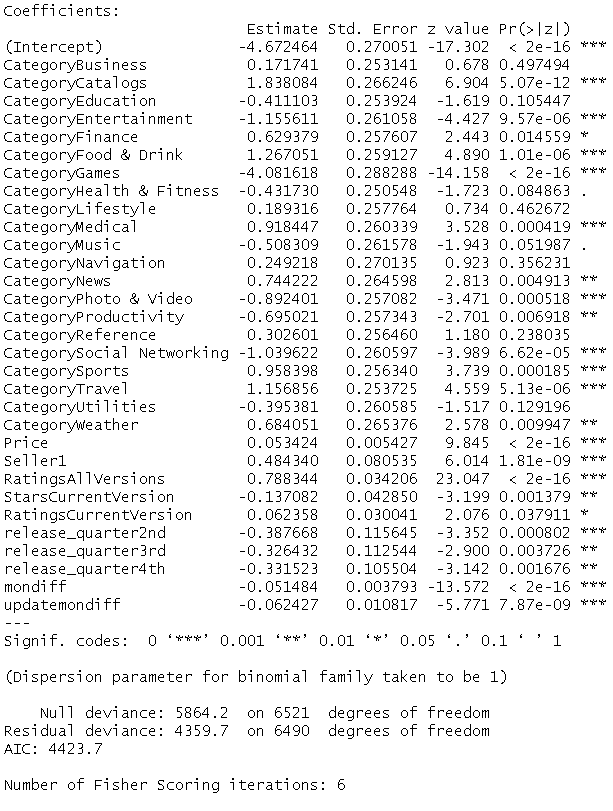 Coefficients:
Estimate Std. Error z value Pr(>|z|)
(Intercept) -4.672464 0.270051 -17.302 < 2e-16 ***
CategoryBusiness 0.171741 0.253141 0.678 0.497494
CategoryCatalogs 1.838084 0.266246 6.904 5.07e-12 ***
CategoryEducation -0.411103 0.253924 -1.619 0.105447
CategoryEntertainment -1.155611 0.261058 -4.427 9.57e-06 ***
CategoryFinance 0.629379 0.257607 2.443 0.014559 *
CategoryFood & Drink 1.267051 0.259127 4.890 1.01e-06 ***
CategoryGames -4.081618 0.288288 -14.158 < 2e-16 ***
CategoryHealth & Fitness -0.431730 0.250548 -1.723 0.084863 .
CategoryLifestyle 0.189316 0.257764 0.734 0.462672
CategoryMedical 0.918447 0.260339 3.528 0.000419 ***
CategoryMusic -0.508309 0.261578 -1.943 0.051987 .
CategoryNavigation 0.249218 0.270135 0.923 0.356231
CategoryNews 0.744222 0.264598 2.813 0.004913 **
CategoryPhoto & Video -0.892401 0.257082 -3.471 0.000518 ***
CategoryProductivity -0.695021 0.257343 -2.701 0.006918 **
CategoryReference 0.302601 0.256460 1.180 0.238035
CategorySocial Networking -1.039622 0.260597 -3.989 6.62e-05 ***
CategorySports 0.958398 0.256340 3.739 0.000185 ***
CategoryTravel 1.156856 0.253725 4.559 5.13e-06 ***
CategoryUtilities -0.395381 0.260585 -1.517 0.129196
CategoryWeather 0.684051 0.265376 2.578 0.009947 **
Price 0.053424 0.005427 9.845 < 2e-16 ***
Seller1 0.484340 0.080535 6.014 1.81e-09 ***
RatingsAllVersions 0.788344 0.034206 23.047 < 2e-16 ***
StarsCurrentVersion -0.137082 0.042850 -3.199 0.001379 **
RatingsCurrentVersion 0.062358 0.030041 2.076 0.037911 *
release_quarter2nd -0.387668 0.115645 -3.352 0.000802 ***
release_quarter3rd -0.326432 0.112544 -2.900 0.003726 **
release_quarter4th -0.331523 0.105504 -3.142 0.001676 **
mondiff -0.051484 0.003793 -13.572 < 2e-16 ***
updatemondiff -0.062427 0.010817 -5.771 7.87e-09 ***
---
Signif. codes: 0 ‘***’ 0.001 ‘**’ 0.01 ‘*’ 0.05 ‘.’ 0.1 ‘ ’ 1
(Dispersion parameter for binomial family taken to be 1)
Null deviance: 5864.2 on 6521 degrees of freedom
Residual deviance: 4359.7 on 6490 degrees of freedom
AIC: 4423.7
Number of Fisher Scoring iterations: 6